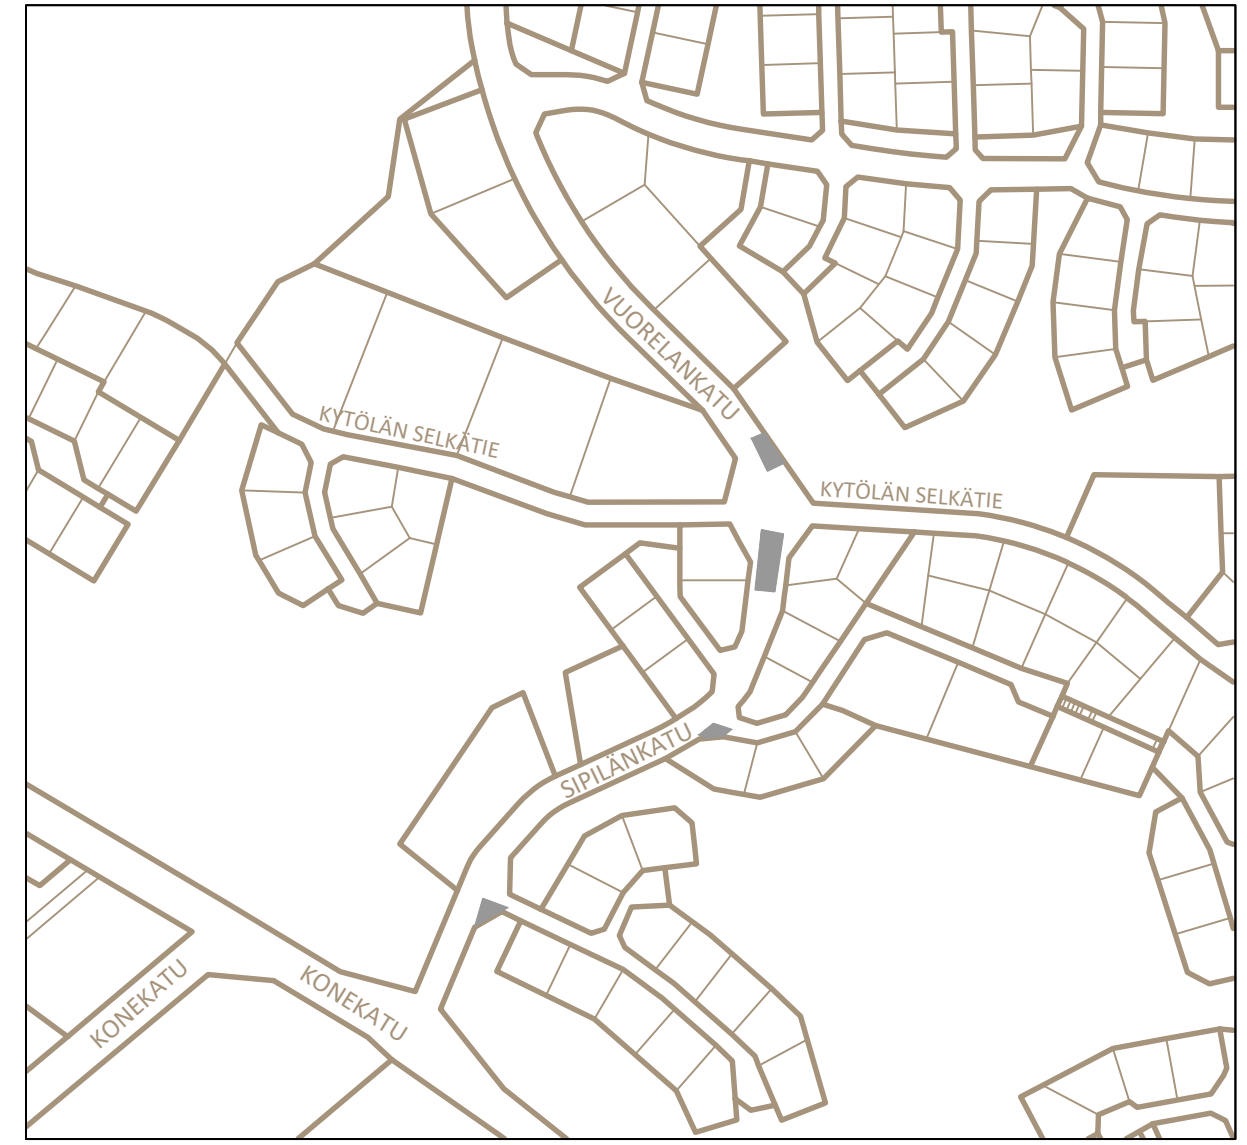 VUORELANKATU
KYTÖLÄN SELKÄTIE
KYTÖLÄN SELKÄTIE
SIPILÄNKATU
KONEKATU
KONEKATU